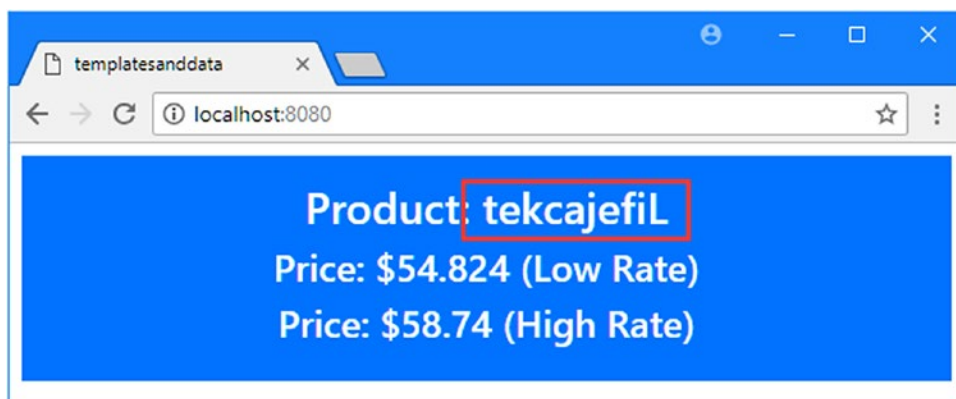 templatesanddata
localhost:8080
Product: tekcajefiL
Price: $54.824 (Low Rate)
Price: $58.74 (High Rate)